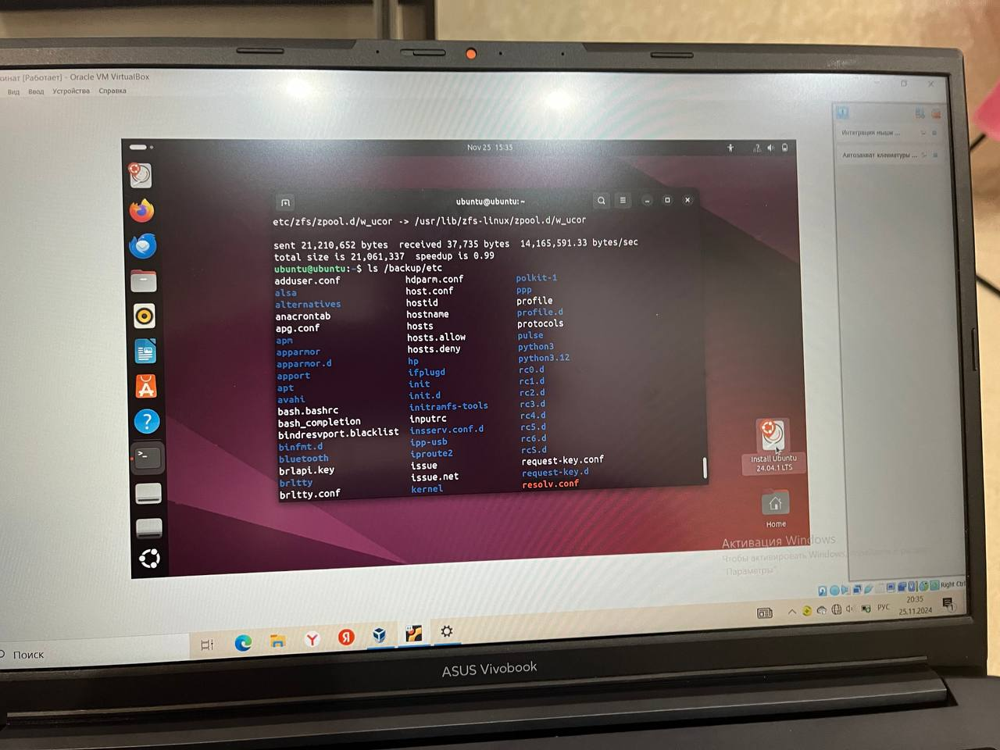 инат [Работает] - Oracle VM VirtualBox
Вид Ввод Устройства Справка
Nov 25 15:35
Интеграция мыши ...
Автозахват клавиатуры ...
ubuntu@ubuntu: ~
etc/zfs/zpool.d/w_ucor -> /usr/lib/zfs-linux/zpool.d/w_ucor
sent 21,210,652 bytes received 37,735 bytes 14,165,591.33 bytes/sec
total size is 21,061,337 speedup is 0.99
ubuntu@ubuntu:~$ ls /backup/etc
adduser.conf hdparm.conf polkit-1
alsa host.conf ppp
alternatives hostid profile
anacrontab hostname profile.d
apg.conf hosts protocols
apm hosts.allow pulse
apparmor hosts.deny python3
apparmor.d hp python3.12
apport ifplugd rc0.d
apt init rc1.d
avahi init.d rc2.d
bash.bashrc initramfs-tools rc3.d
bash_completion inputrc rc4.d
bindresvport.blacklist insserv.conf.d rc5.d
binfmt.d ipp-usb rc6.d
bluetooth iproute2 rcS.d
brlapi.key issue request-key.conf
brltty issue.net request-key.d
brltty.conf kernel resolv.conf
Install Ubuntu
24.04.1 LTS
Home
Активация Windows
Чтобы активировать Windows,
"Параметры".
Right Ctrl
Поиск
РУС
20:35
25.11.2024
ASUS Vivobook